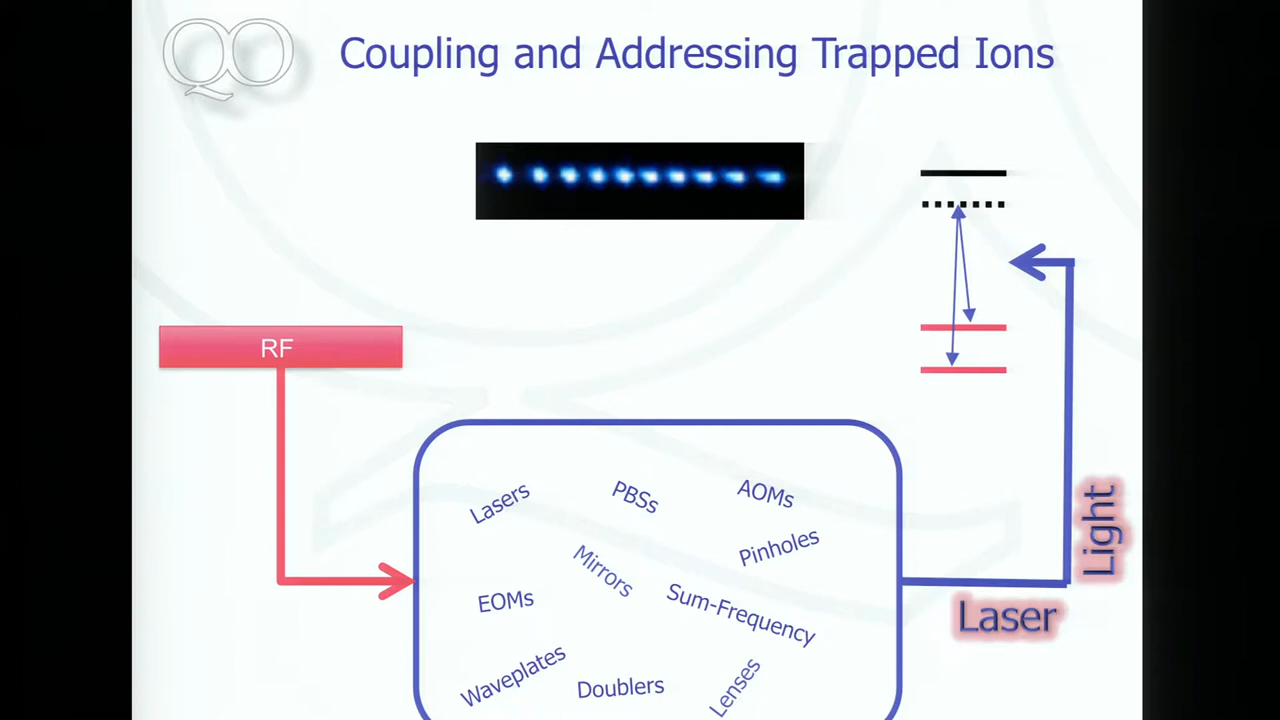 QO
Coupling and Addressing Trapped Ions
RF
Lasers
PBSs
AOMs
Mirrors
Pinholes
EOMs
Sum-Frequency
Waveplates
Doublers
Lenses
Laser
Light